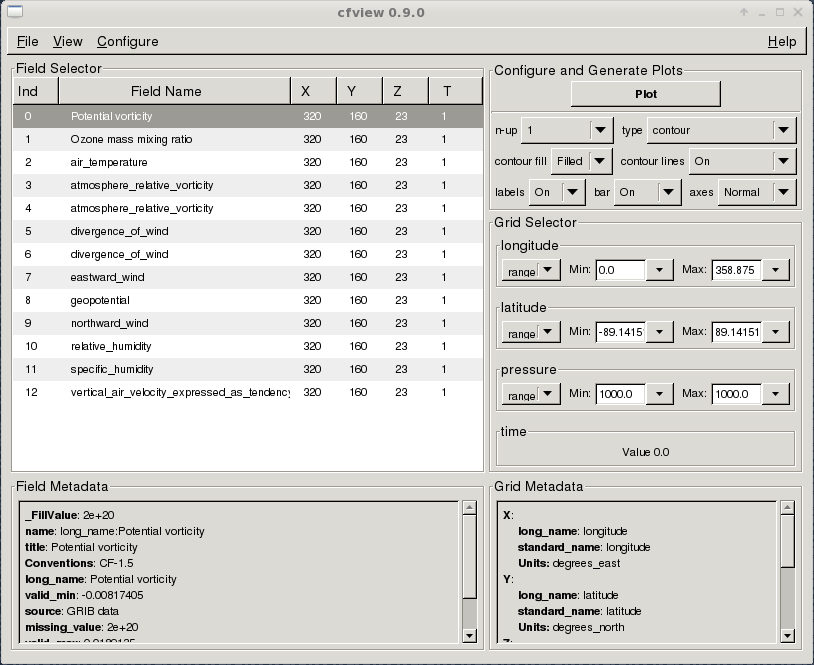 cfview 0.9.0
File View Configure Help
Field Selector
Ind Field Name X Y Z T
0 Potential vorticity 320 160 23 1
1 Ozone mass mixing ratio 320 160 23 1
2 air_temperature 320 160 23 1
3 atmosphere_relative_vorticity 320 160 23 1
4 atmosphere_relative_vorticity 320 160 23 1
5 divergence_of_wind 320 160 23 1
6 divergence_of_wind 320 160 23 1
7 eastward_wind 320 160 23 1
8 geopotential 320 160 23 1
9 northward_wind 320 160 23 1
10 relative_humidity 320 160 23 1
11 specific_humidity 320 160 23 1
12 vertical_air_velocity_expressed_as_tendency 320 160 23 1
Configure and Generate Plots
Plot
n-up 1 type contour
contour fill Filled contour lines On
labels On bar On axes Normal
Grid Selector
longitude
range Min: 0.0 Max: 358.875
latitude
range Min: -89.14151 Max: 89.14151
pressure
range Min: 1000.0 Max: 1000.0
time
Value 0.0
Field Metadata
_FillValue: 2e+20
name: long_name:Potential vorticity
title: Potential vorticity
Conventions: CF-1.5
long_name: Potential vorticity
valid_min: -0.00817405
source: GRIB data
missing_value: 2e+20
Grid Metadata
X:
long_name: longitude
standard_name: longitude
Units: degrees_east
Y:
long_name: latitude
standard_name: latitude
Units: degrees_north